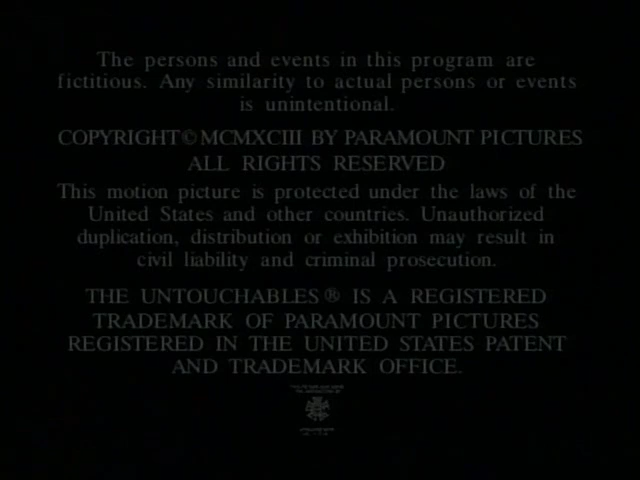 The persons and events in this program are
fictitious. Any similarity to actual persons or events
is unintentional.
COPYRIGHT © MCMXCIII BY PARAMOUNT PICTURES
ALL RIGHTS RESERVED
This motion picture is protected under the laws of the
United States and other countries. Unauthorized
duplication, distribution or exhibition may result in
civil liability and criminal prosecution.
THE UNTOUCHABLES ® IS A REGISTERED
TRADEMARK OF PARAMOUNT PICTURES
REGISTERED IN THE UNITED STATES PATENT
AND TRADEMARK OFFICE.